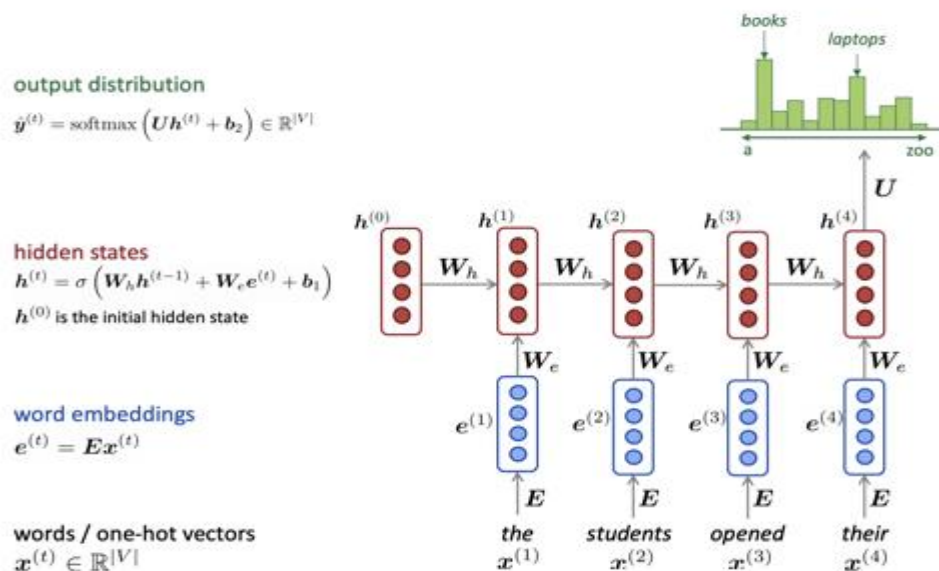 books
laptops
output distribution
ŷ^(t) = softmax (Uh^(t) + b₂) ∈ ℝ^|V|
a
zoo
U
h^(0)
h^(1)
h^(2)
h^(3)
h^(4)
hidden states
W_h
W_h
W_h
W_h
h^(t) = σ (W_h h^(t-1) + W_e e^(t) + b₁)
h^(0) is the initial hidden state
W_e
W_e
W_e
W_e
word embeddings
e^(1)
e^(2)
e^(3)
e^(4)
e^(t) = Ex^(t)
E
E
E
E
words / one-hot vectors
the
students
opened
their
x^(t) ∈ ℝ^|V|
x^(1)
x^(2)
x^(3)
x^(4)